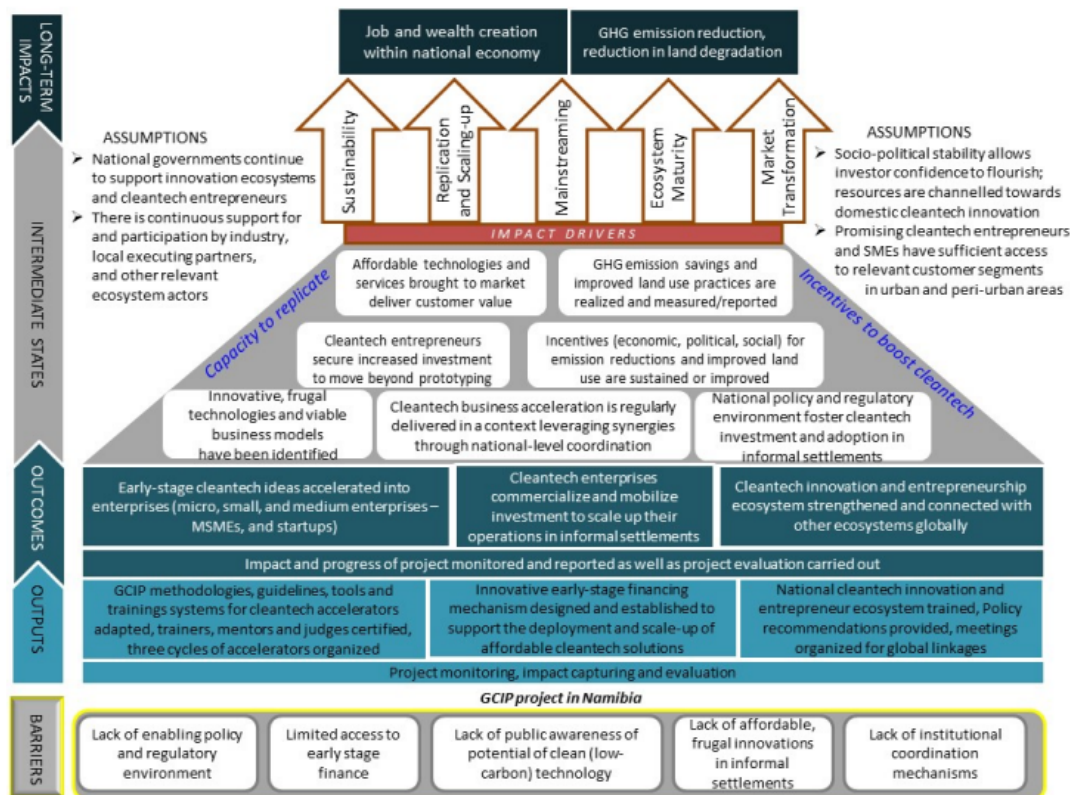 LONG-TERM
IMPACTS
Job and wealth creation
within national economy
GHG emission reduction,
reduction in land degradation
Sustainability
Replication
and Scaling-up
Mainstreaming
Ecosystem
Maturity
Market
Transformation
IMPACT DRIVERS
ASSUMPTIONS
National governments continue
to support innovation ecosystems
and cleantech entrepreneurs
There is continuous support for
and participation by industry,
local executing partners,
and other relevant
ecosystem actors
ASSUMPTIONS
Socio-political stability allows
investor confidence to flourish;
resources are channelled towards
domestic cleantech innovation
Promising cleantech entrepreneurs
and SMEs have sufficient access
to relevant customer segments
in urban and peri-urban areas
INTERMEDIATE STATES
Capacity to replicate
Incentives to boost cleantech
Affordable technologies and
services brought to market
deliver customer value
GHG emission savings and
improved land use practices are
realized and measured/reported
Cleantech entrepreneurs
secure increased investment
to move beyond prototyping
Incentives (economic, political, social) for
emission reductions and improved land
use are sustained or improved
Innovative, frugal
technologies and viable
business models
have been identified
Cleantech business acceleration is regularly
delivered in a context leveraging synergies
through national-level coordination
National policy and regulatory
environment foster cleantech
investment and adoption in
informal settlements
OUTCOMES
Early-stage cleantech ideas accelerated into
enterprises (micro, small, and medium enterprises –
MSMEs, and startups)
Cleantech enterprises
commercialize and mobilize
investment to scale up their
operations in informal settlements
Cleantech innovation and entrepreneurship
ecosystem strengthened and connected with
other ecosystems globally
Impact and progress of project monitored and reported as well as project evaluation carried out
OUTPUTS
GCIP methodologies, guidelines, tools and
trainings systems for cleantech accelerators
adapted, trainers, mentors and judges certified,
three cycles of accelerators organized
Innovative early-stage financing
mechanism designed and established to
support the deployment and scale-up of
affordable cleantech solutions
National cleantech innovation and
entrepreneur ecosystem trained, Policy
recommendations provided, meetings
organized for global linkages
Project monitoring, impact capturing and evaluation
GCIP project in Namibia
BARRIERS
Lack of enabling policy
and regulatory
environment
Limited access to
early stage
finance
Lack of public awareness of
potential of clean (low-
carbon) technology
Lack of affordable,
frugal innovations
in informal
settlements
Lack of institutional
coordination
mechanisms